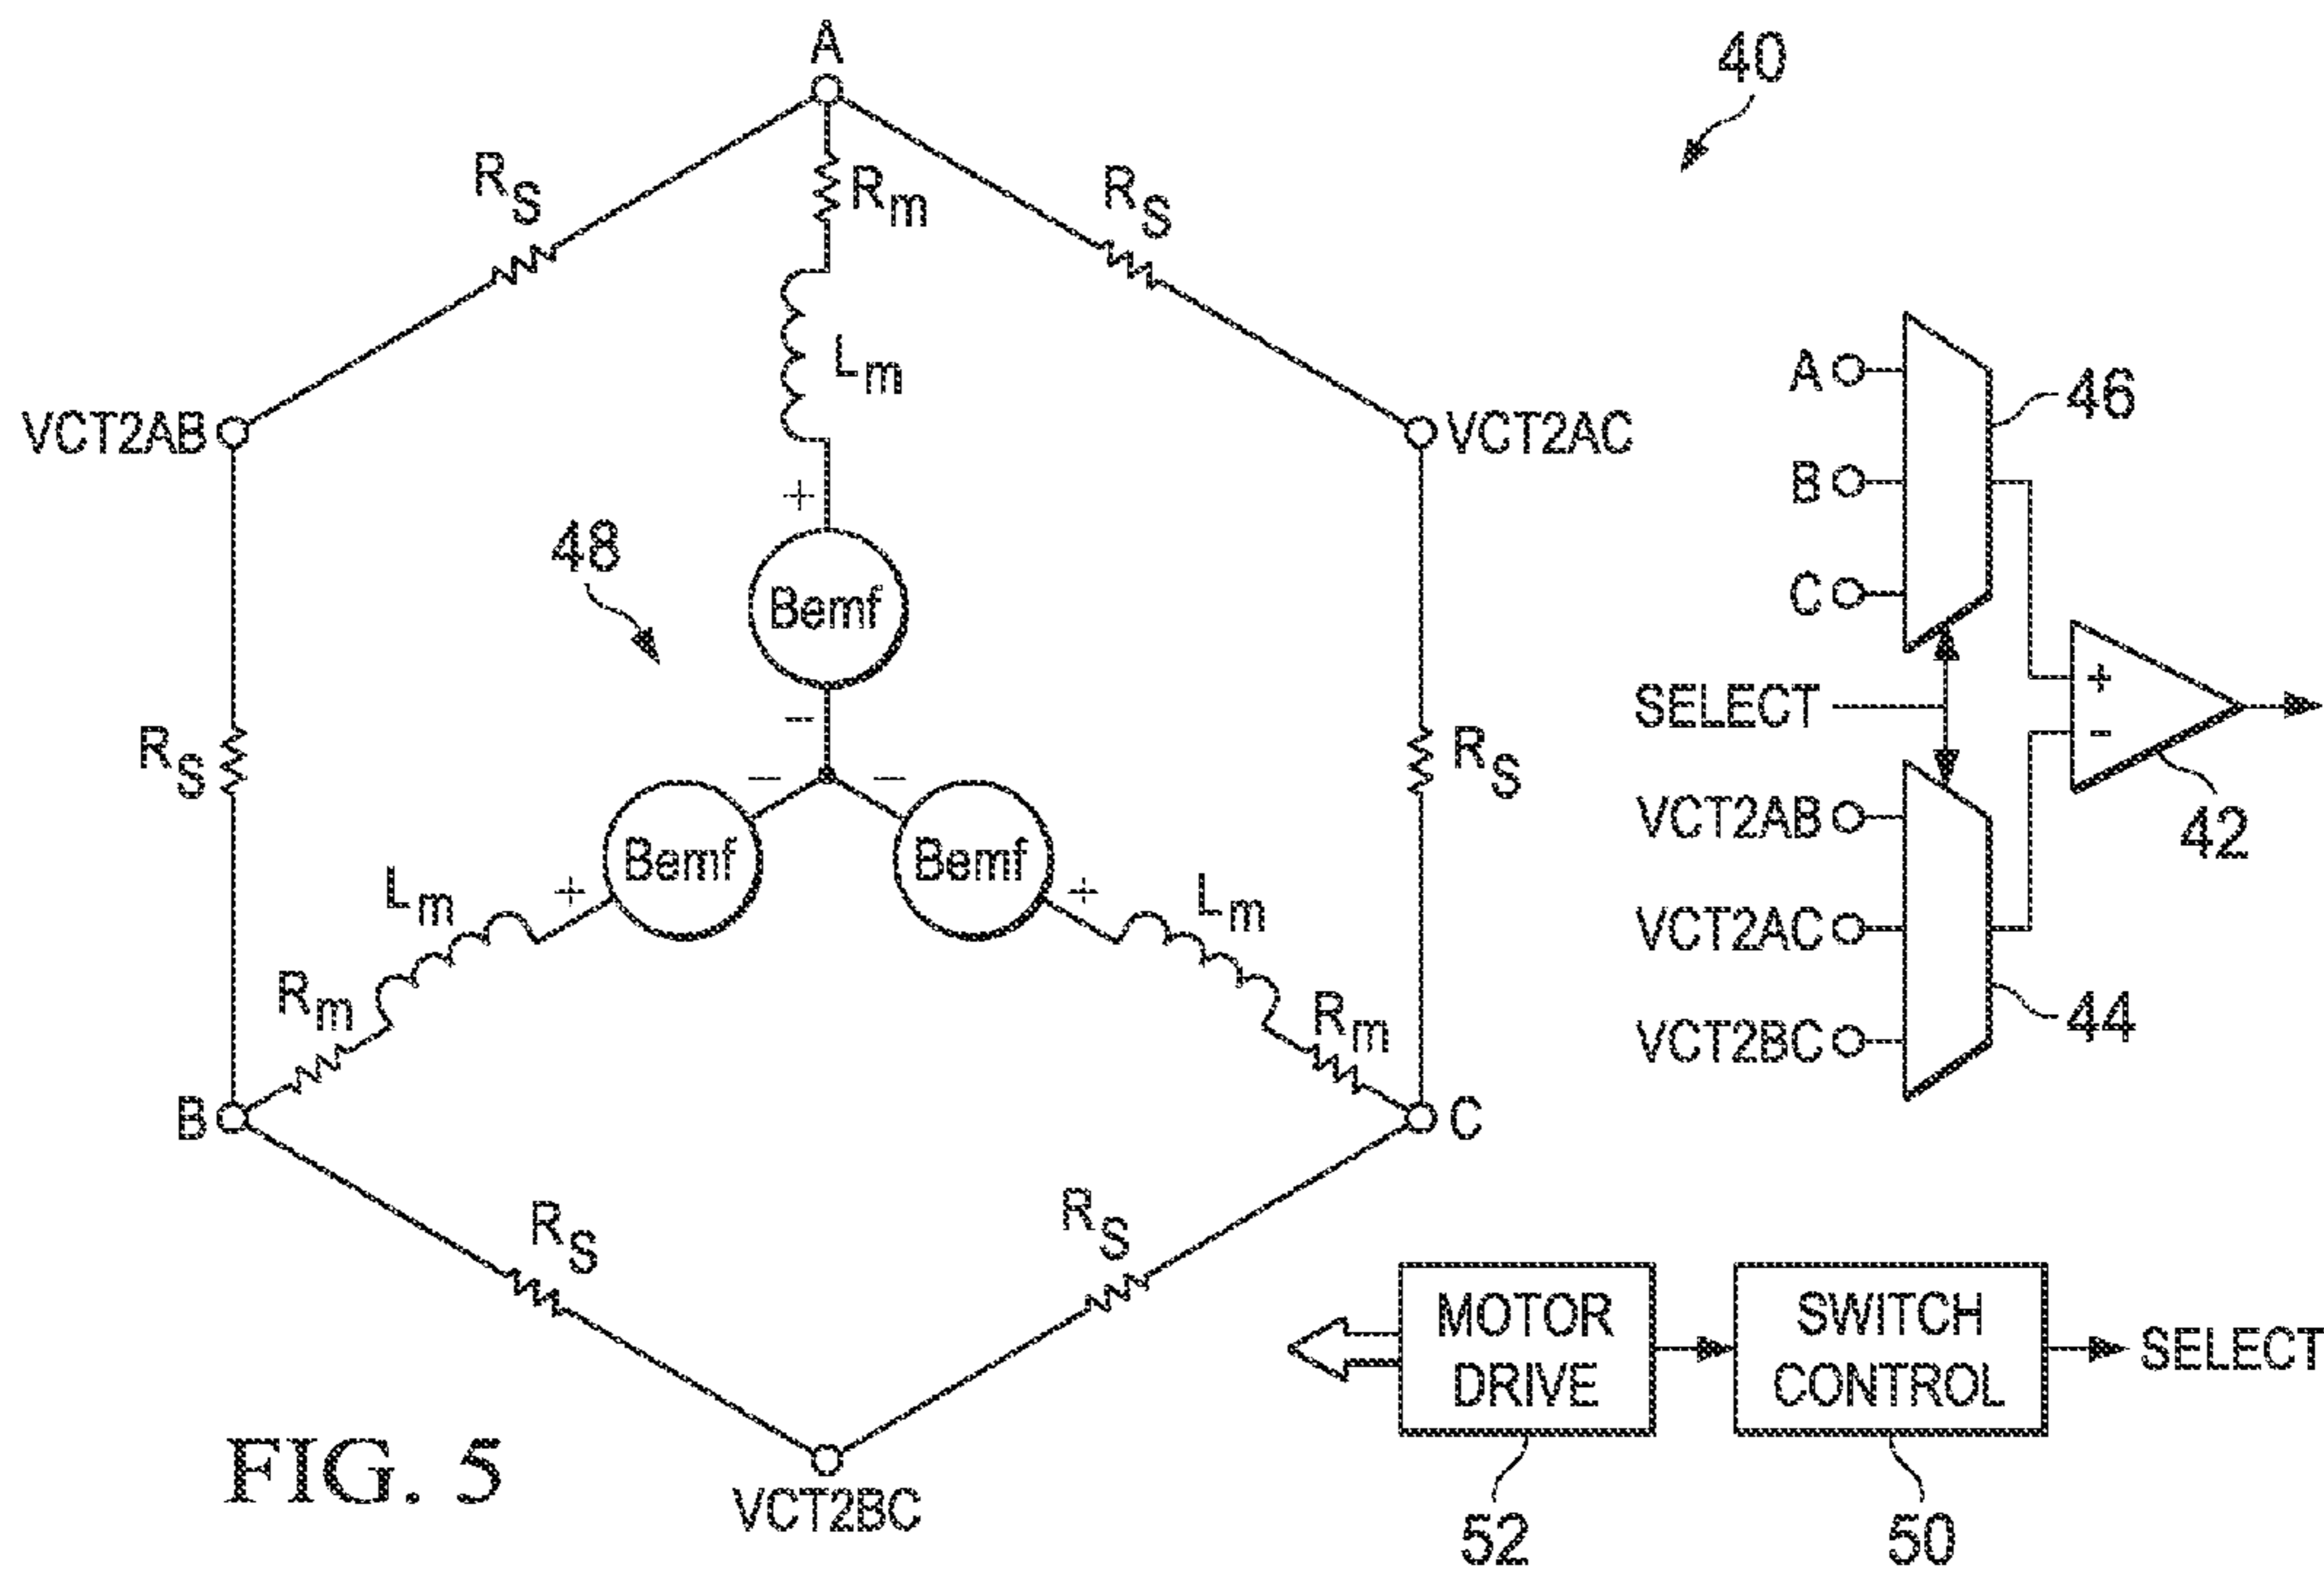 A
40
RS
Rm
RS
Lm
A
46
VCT2AB
VCT2AC
B
+
48
C
Bemf
SELECT
+
−
RS
RS
−
−
−
42
Bemf
Bemf
VCT2AB
Lm
+
+
Lm
VCT2AC
Rm
Rm
44
VCT2BC
B
C
RS
RS
MOTOR
DRIVE
SWITCH
CONTROL
SELECT
FIG. 5
VCT2BC
52
50